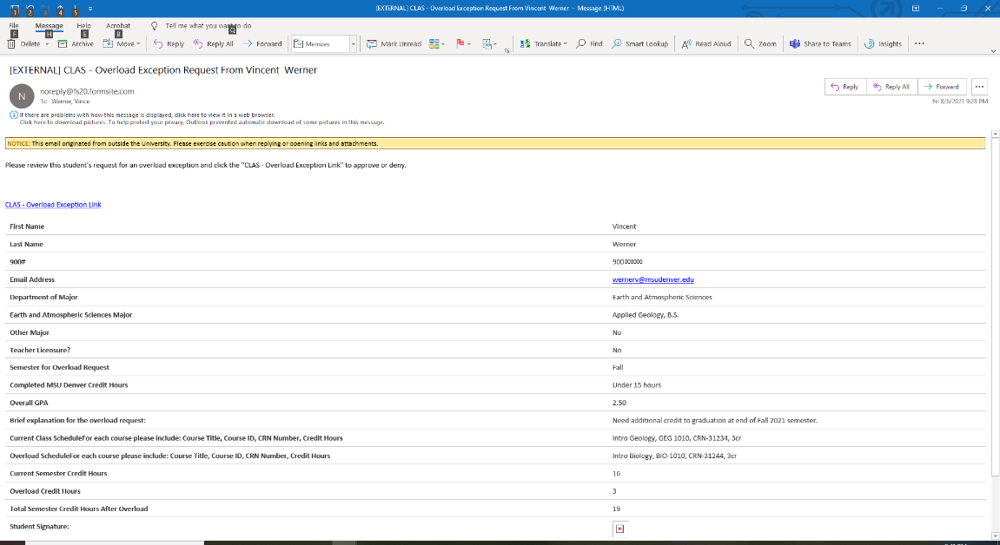 [EXTERNAL] CLAS - Overload Exception Request From Vincent Werner - Message (HTML)
1 2 3 4 5
File Message Help Acrobat Tell me what you want to do
F H E B Q
Delete Archive Move Reply Reply All Forward Memoes Mark Unread Translate Find Smart Lookup Read Aloud Zoom Share to Teams Insights
[EXTERNAL] CLAS - Overload Exception Request From Vincent Werner
N
noreply@fs20.formsite.com
To Werner, Vince
Reply Reply All Forward
Fri 8/6/2021 9:28 PM
If there are problems with how this message is displayed, click here to view it in a web browser.
Click here to download pictures. To help protect your privacy, Outlook prevented automatic download of some pictures in this message.
NOTICE: This email originated from outside the University. Please exercise caution when replying or opening links and attachments.
Please review this student's request for an overload exception and click the "CLAS - Overload Exception Link" to approve or deny.
CLAS - Overload Exception Link
First Name Vincent
Last Name Werner
900# 900000000
Email Address wernerv@msudenver.edu
Department of Major Earth and Atmospheric Sciences
Earth and Atmospheric Sciences Major Applied Geology, B.S.
Other Major No
Teacher Licensure? No
Semester for Overload Request Fall
Completed MSU Denver Credit Hours Under 15 hours
Overall GPA 2.50
Brief explanation for the overload request: Need additional credit to graduation at end of Fall 2021 semester.
Current Class ScheduleFor each course please include: Course Title, Course ID, CRN Number, Credit Hours Intro Geology, GEG 1010, CRN-31234, 3cr
Overload ScheduleFor each course please include: Course Title, Course ID, CRN Number, Credit Hours Intro Biology, BIO-1010, CRN-31244, 3cr
Current Semester Credit Hours 16
Overload Credit Hours 3
Total Semester Credit Hours After Overload 19
Student Signature: